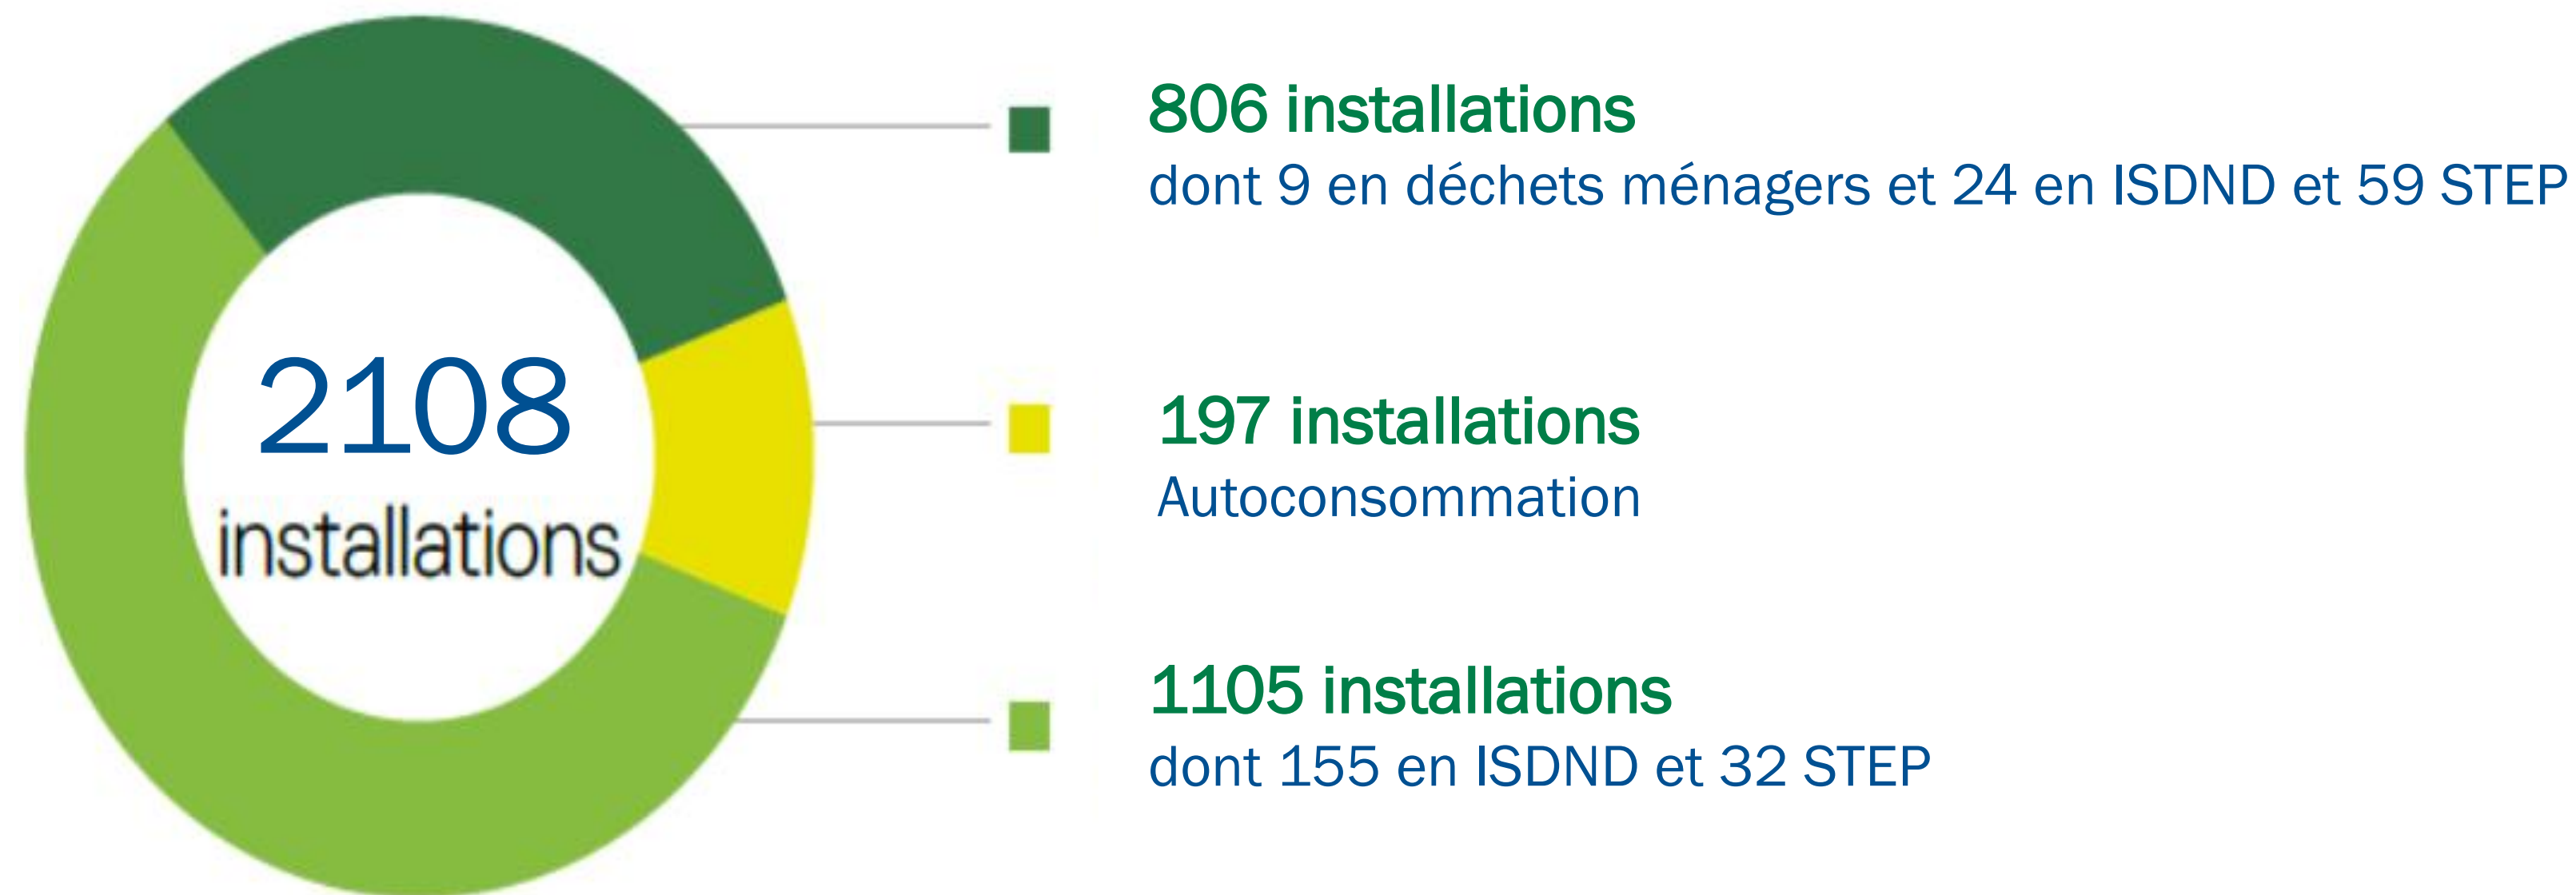 2108
installations
806 installations
dont 9 en déchets ménagers et 24 en ISDND et 59 STEP
197 installations
Autoconsommation
1105 installations
dont 155 en ISDND et 32 STEP